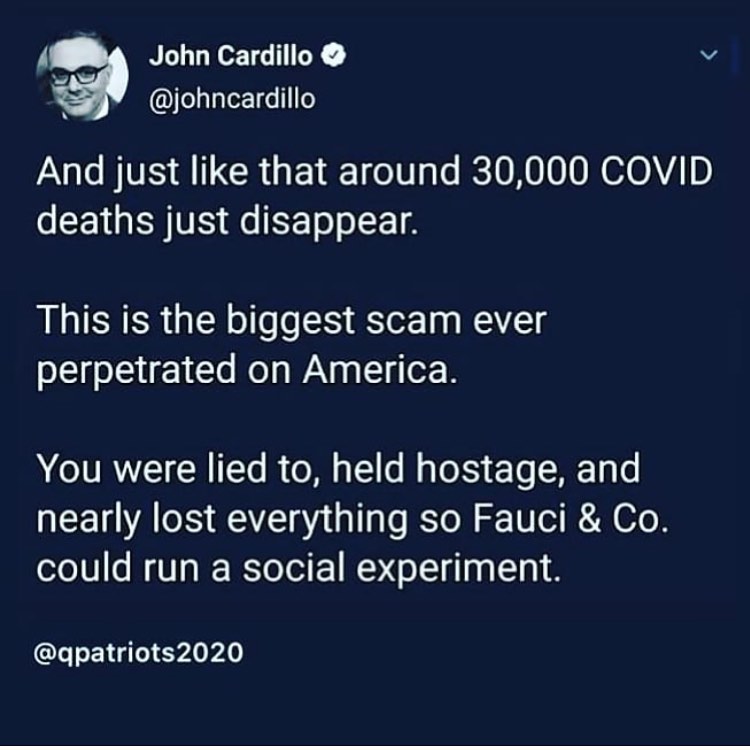 John Cardillo
@johncardillo
And just like that around 30,000 COVID
deaths just disappear.
This is the biggest scam ever
perpetrated on America.
You were lied to, held hostage, and
nearly lost everything so Fauci & Co.
could run a social experiment.
@qpatriots2020